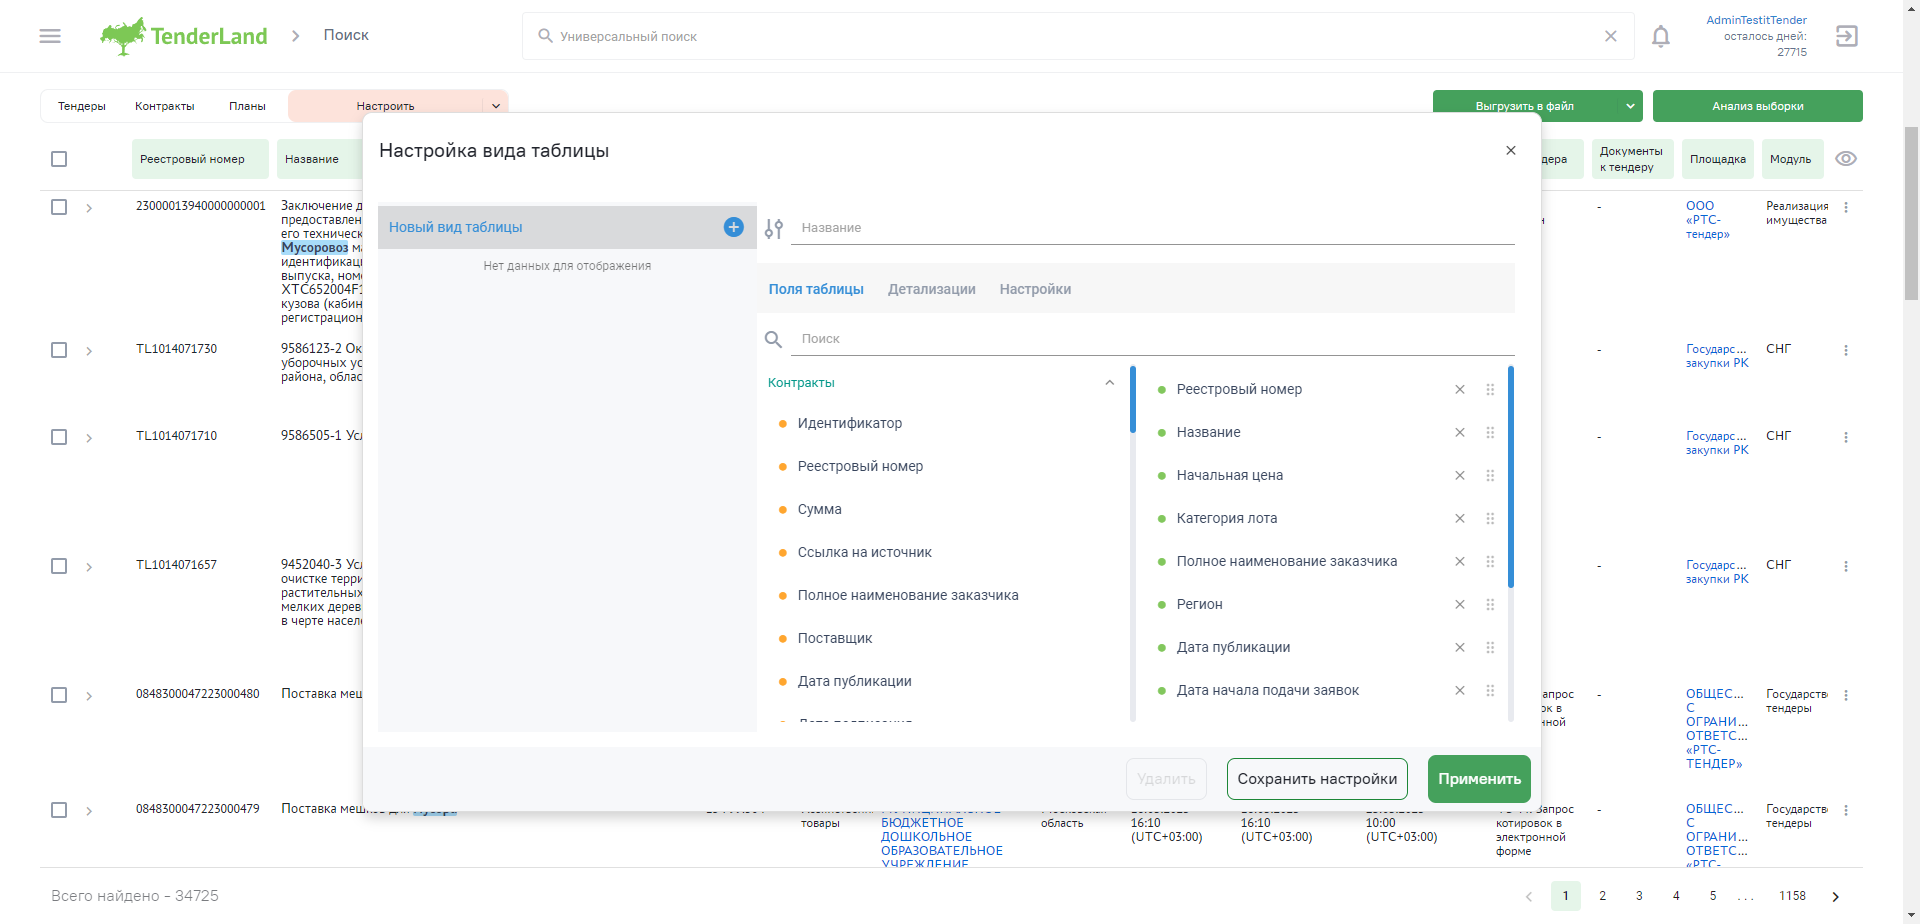 TenderLand
Поиск
Универсальный поиск
AdminTestitTender
осталось дней:
27715
Тендеры
Контракты
Планы
Настроить
Выгрузить в файл
Анализ выборки
Настройка вида таблицы
Реестровый номер
Название
Документы
к тендеру
Площадка
Модуль
Новый вид таблицы
Название
Нет данных для отображения
Поля таблицы
Детализации
Настройки
Поиск
Контракты
Идентификатор
Реестровый номер
Сумма
Ссылка на источник
Полное наименование заказчика
Поставщик
Дата публикации
Реестровый номер
Название
Начальная цена
Категория лота
Полное наименование заказчика
Регион
Дата публикации
Дата начала подачи заявок
Удалить
Сохранить настройки
Применить
23000013940000000001
Заключение
предоставлен
его техническ
Мусоровоз
идентификаци
выпуска, ном
XTC652004F1
кузова (кабин
регистрацион
-
ООО
«РТС-
тендер»
Реализация
имущества
TL1014071730
9586123-2 Ок
уборочных ус
района, облас
-
Государс...
закупки РК
СНГ
TL1014071710
9586505-1 Усл
-
Государс...
закупки РК
СНГ
TL1014071657
9452040-3 Усл
очистке терри
растительных
мелких дерев
в черте насел
-
Государс...
закупки РК
СНГ
0848300047223000480
Поставка меш
апрос
ок в
нной
-
ОБЩЕС...
С
ОГРАНИ...
ОТВЕТС...
«РТС-
ТЕНДЕР»
Государстве
тендеры
0848300047223000479
Поставка
товары
БЮДЖЕТНОЕ
ДОШКОЛЬНОЕ
ОБРАЗОВАТЕЛЬНОЕ
УЧРЕЖДЕНИЕ
область
16:10
(UTC+03:00)
16:10
(UTC+03:00)
10:00
(UTC+03:00)
запрос
котировок в
электронной
форме
-
ОБЩЕС...
С
ОГРАНИ...
ОТВЕТС...
«РТС-
Государстве
тендеры
Всего найдено - 34725
1 2 3 4 5 ... 1158